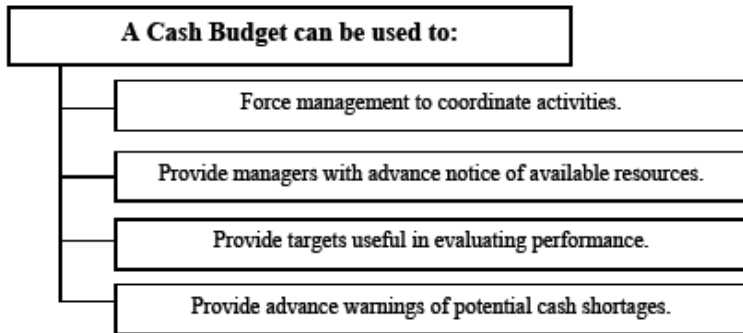 A Cash Budget can be used to:
Force management to coordinate activities.
Provide managers with advance notice of available resources.
Provide targets useful in evaluating performance.
Provide advance warnings of potential cash shortages.